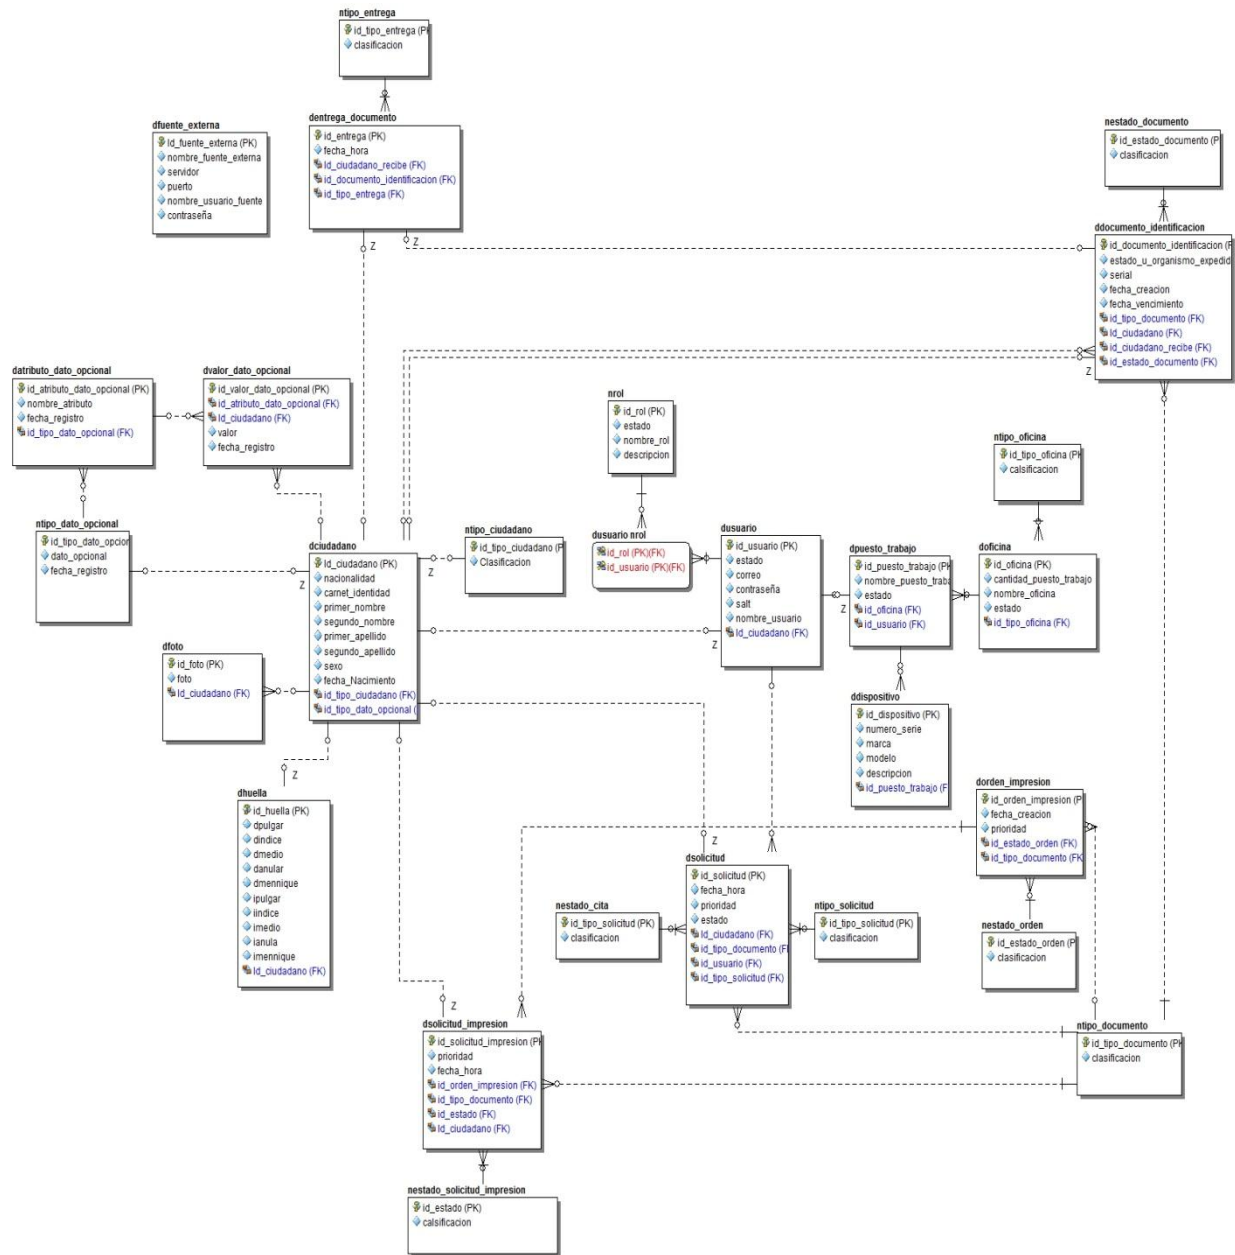 ntipo_entrega
id_tipo_entrega (PK
clasificacion
dfuente_externa
Id_fuente_externa (PK)
nombre_fuente_externa
servidor
puerto
nombre_usuario_fuente
contraseña
dentrega_documento
id_entrega (PK)
fecha_hora
Id_ciudadano_recibe (FK)
id_documento_identificacion (FK)
id_tipo_entrega (FK)
Z
Z
nestado_documento
id_estado_documento (P
clasificacion
ddocumento_identificacion
id_documento_identificacion (F
estado_u_organismo_expedid
serial
fecha_creacion
fecha_vencimiento
id_tipo_documento (FK)
Id_ciudadano (FK)
id_ciudadano_recibe (FK)
id_estado_documento (FK)
Z
datributo_dato_opcional
id_atributo_dato_opcional (PK)
nombre_atributo
fecha_registro
id_tipo_dato_opcional (FK)
dvalor_dato_opcional
id_valor_dato_opcional (PK)
id_atributo_dato_opcional (FK)
Id_ciudadano (FK)
valor
fecha_registro
nrol
id_rol (PK)
estado
nombre_rol
descripcion
ntipo_oficina
id_tipo_oficina (PK
calsificacion
ntipo_dato_opcional
id_tipo_dato_opcion
dato_opcional
fecha_registro
dciudadano
Id_ciudadano (PK)
nacionalidad
carnet_identidad
primer_nombre
segundo_nombre
primer_apellido
segundo_apellido
sexo
fecha_Nacimiento
id_tipo_ciudadano (FK)
id_tipo_dato_opcional (
Z
Z
ntipo_ciudadano
id_tipo_ciudadano (P
Clasificacion
dusuario nrol
id_rol (PK)(FK)
id_usuario (PK)(FK)
dusuario
id_usuario (PK)
estado
correo
contraseña
salt
nombre_usuario
Id_ciudadano (FK)
Z
dpuesto_trabajo
id_puesto_trabajo (PK)
nombre_puesto_traba
estado
id_oficina (FK)
id_usuario (FK)
Z
doficina
id_oficina (PK)
cantidad_puesto_trabajo
nombre_oficina
estado
id_tipo_oficina (FK)
dfoto
id_foto (PK)
foto
Id_ciudadano (FK)
ddispositivo
id_dispositivo (PK)
numero_serie
marca
modelo
descripcion
id_puesto_trabajo (F
Z
dhuella
id_huella (PK)
dpulgar
dindice
dmedio
danular
dmennique
ipulgar
iindice
imedio
ianula
imennique
Id_ciudadano (FK)
dorden_impresion
id_orden_impresion (P
fecha_creacion
prioridad
id_estado_orden (FK)
id_tipo_documento (FK
Z
dsolicitud
id_solicitud (PK)
fecha_hora
prioridad
estado
Id_ciudadano (FK)
id_tipo_documento (F
id_usuario (FK)
id_tipo_solicitud (FK)
nestado_cita
id_tipo_solicitud (PK)
clasificacion
ntipo_solicitud
id_tipo_solicitud (PK)
clasificacion
nestado_orden
id_estado_orden (P
clasificacion
Z
dsolicitud_impresion
id_solicitud_impresion (PK
prioridad
fecha_hora
id_orden_impresion (FK)
id_tipo_documento (FK)
id_estado (FK)
Id_ciudadano (FK)
ntipo_documento
id_tipo_documento (PK
clasificacion
nestado_solicitud_impresion
id_estado (PK)
calsificacion